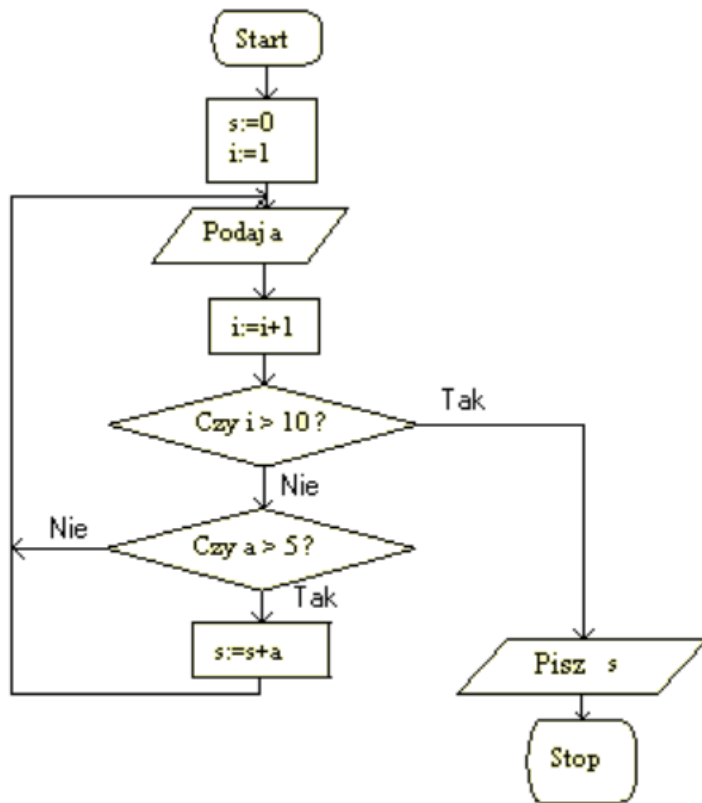 Start
s:=0
i:=1
Podaj a
i:=i+1
Czy i > 10?
Tak
Nie
Czy a > 5?
Nie
Tak
s:=s+a
Pisz s
Stop